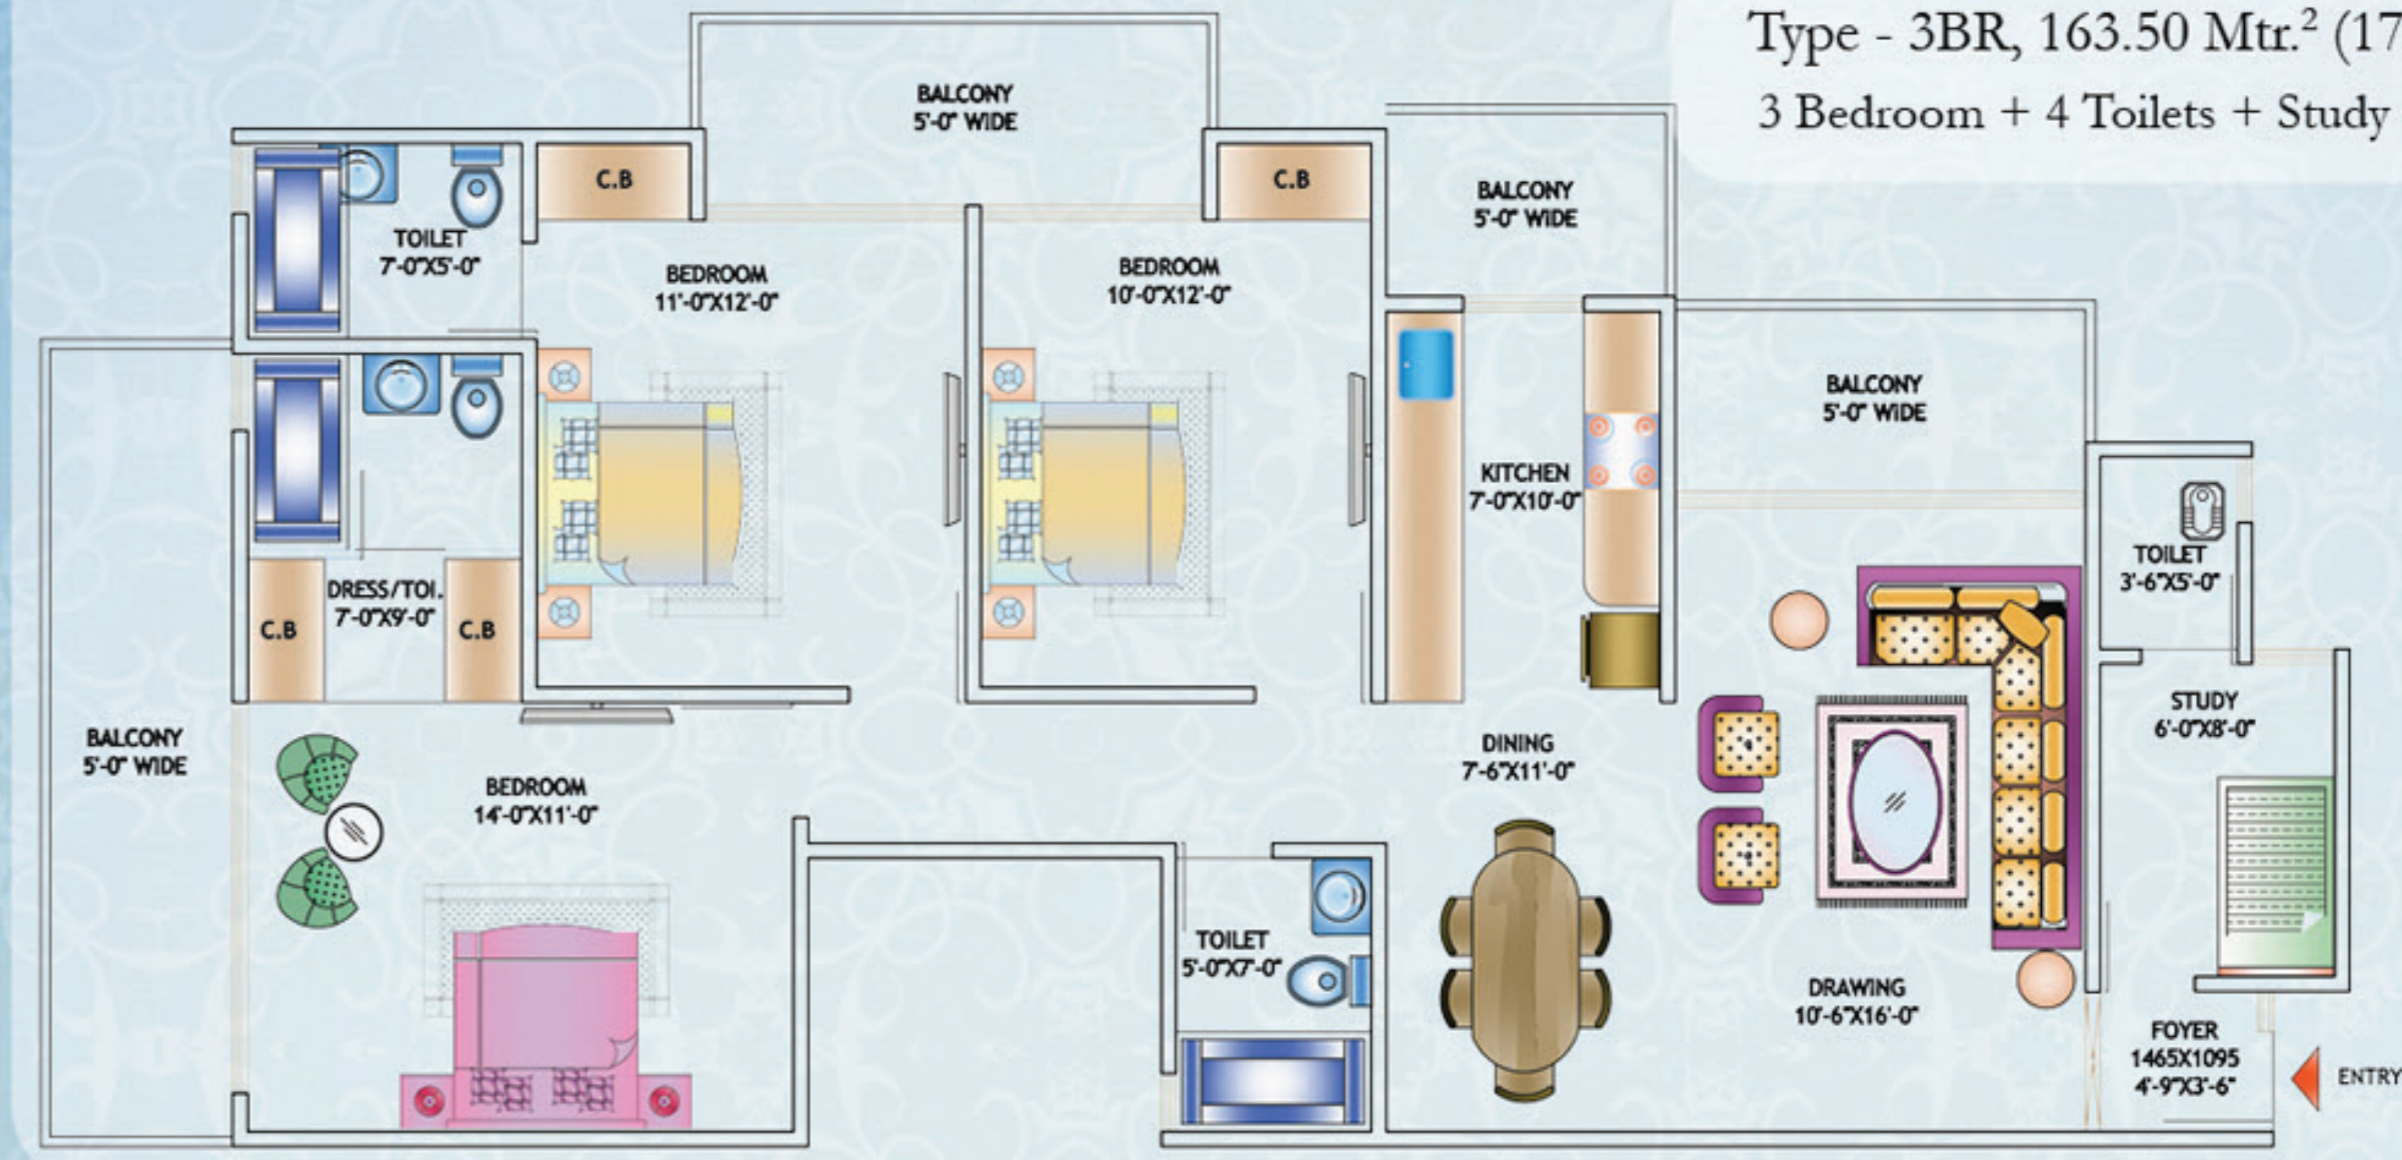 Type - 3BR, 163.50 Mtr.² (17
3 Bedroom + 4 Toilets + Study
BALCONY
5'-0" WIDE
C.B
C.B
BALCONY
5'-0" WIDE
TOILET
7'-0"X5'-0"
BEDROOM
11'-0"X12'-0"
BEDROOM
10'-0"X12'-0"
BALCONY
5'-0" WIDE
KITCHEN
7'-0"X10'-0"
TOILET
3'-6"X5'-0"
DRESS/TOI.
7'-0"X9'-0"
C.B
C.B
STUDY
6'-0"X8'-0"
BALCONY
5'-0" WIDE
DINING
7'-6"X11'-0"
BEDROOM
14'-0"X11'-0"
TOILET
5'-0"X7'-0"
DRAWING
10'-6"X16'-0"
FOYER
1465X1095
4'-9"X3'-6"
ENTRY